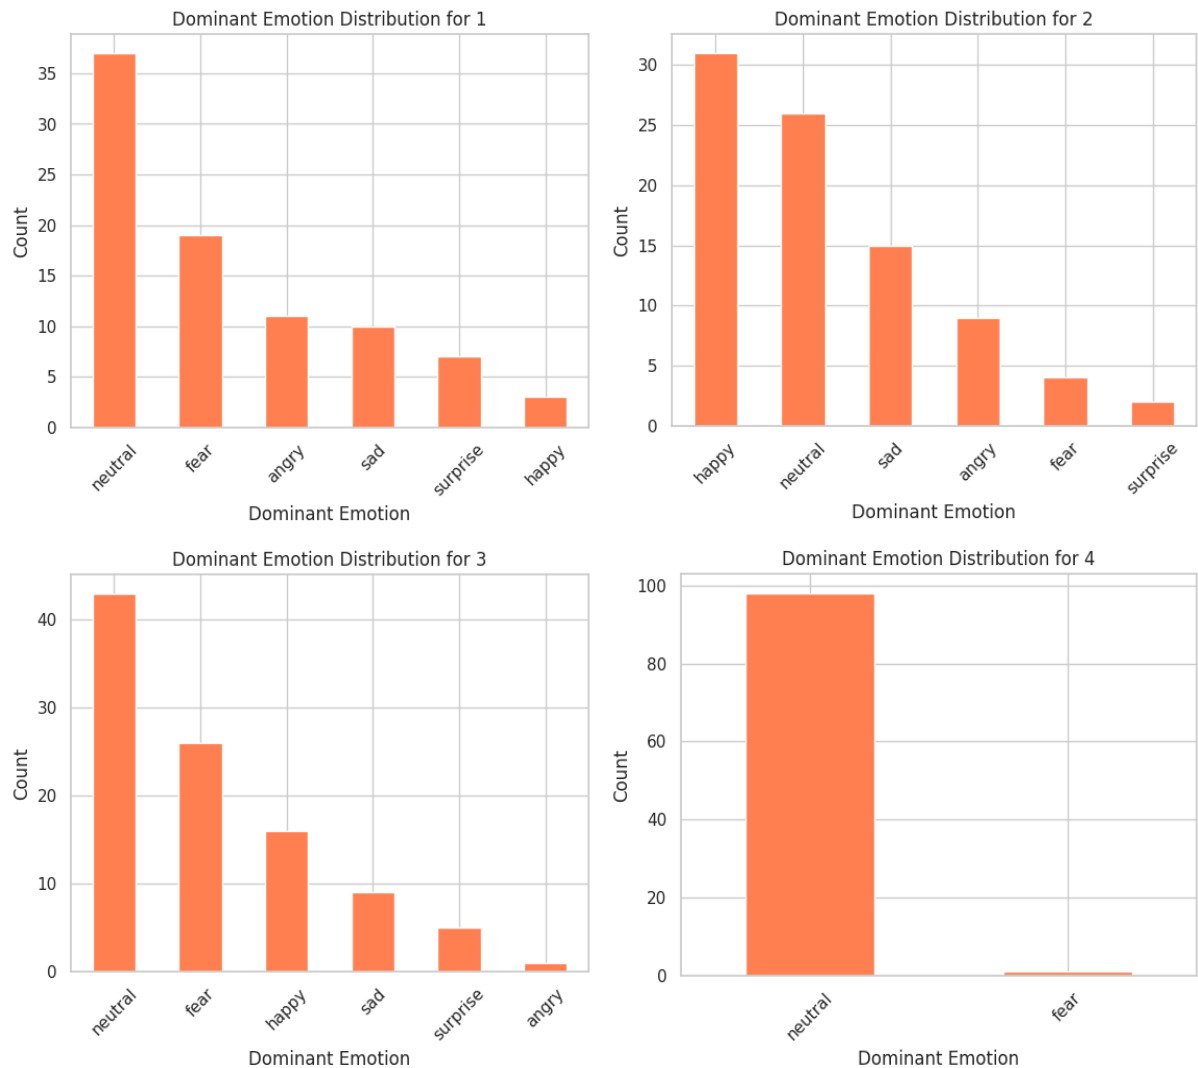 Dominant Emotion Distribution for 1
35
30
25
20
15
10
5
0
Count
neutral
fear
angry
sad
surprise
happy
Dominant Emotion
Dominant Emotion Distribution for 2
30
25
20
15
10
5
0
Count
happy
neutral
sad
angry
fear
surprise
Dominant Emotion
Dominant Emotion Distribution for 3
40
30
20
10
0
Count
neutral
fear
happy
sad
surprise
angry
Dominant Emotion
Dominant Emotion Distribution for 4
100
80
60
40
20
0
Count
neutral
fear
Dominant Emotion